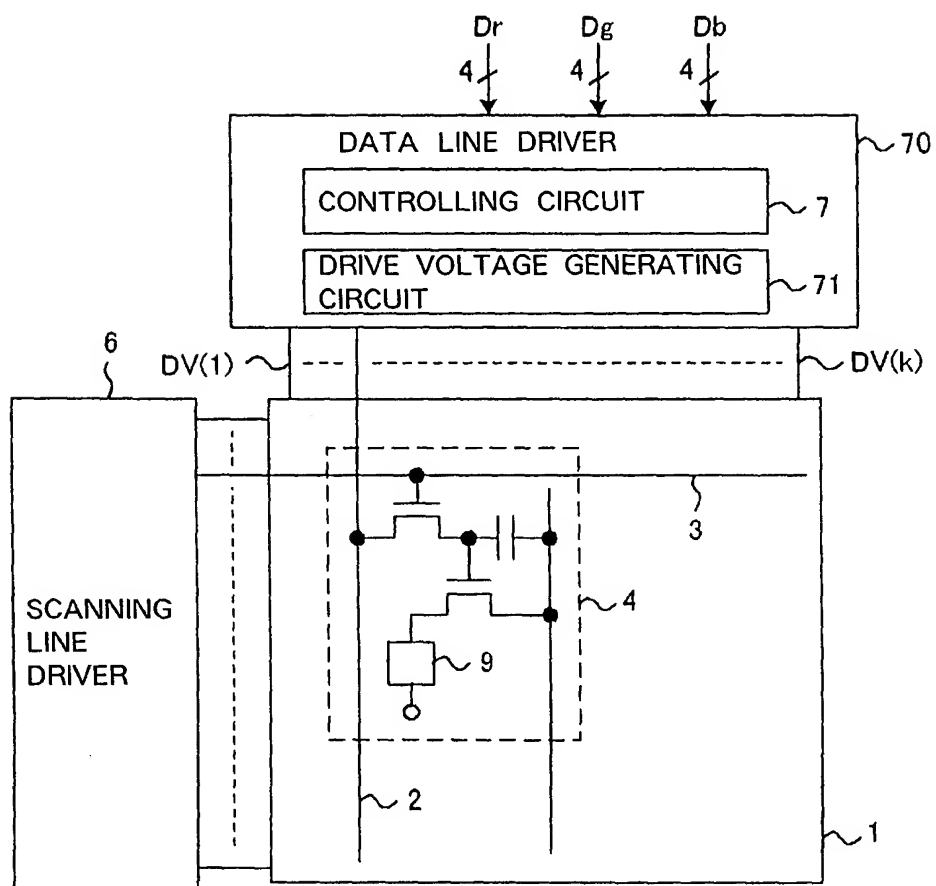 Dr Dg Db
4 4 4
DATA LINE DRIVER
70
CONTROLLING CIRCUIT
7
DRIVE VOLTAGE GENERATING
CIRCUIT
71
6
DV(1)
DV(k)
3
SCANNING
LINE
DRIVER
4
9
2
1